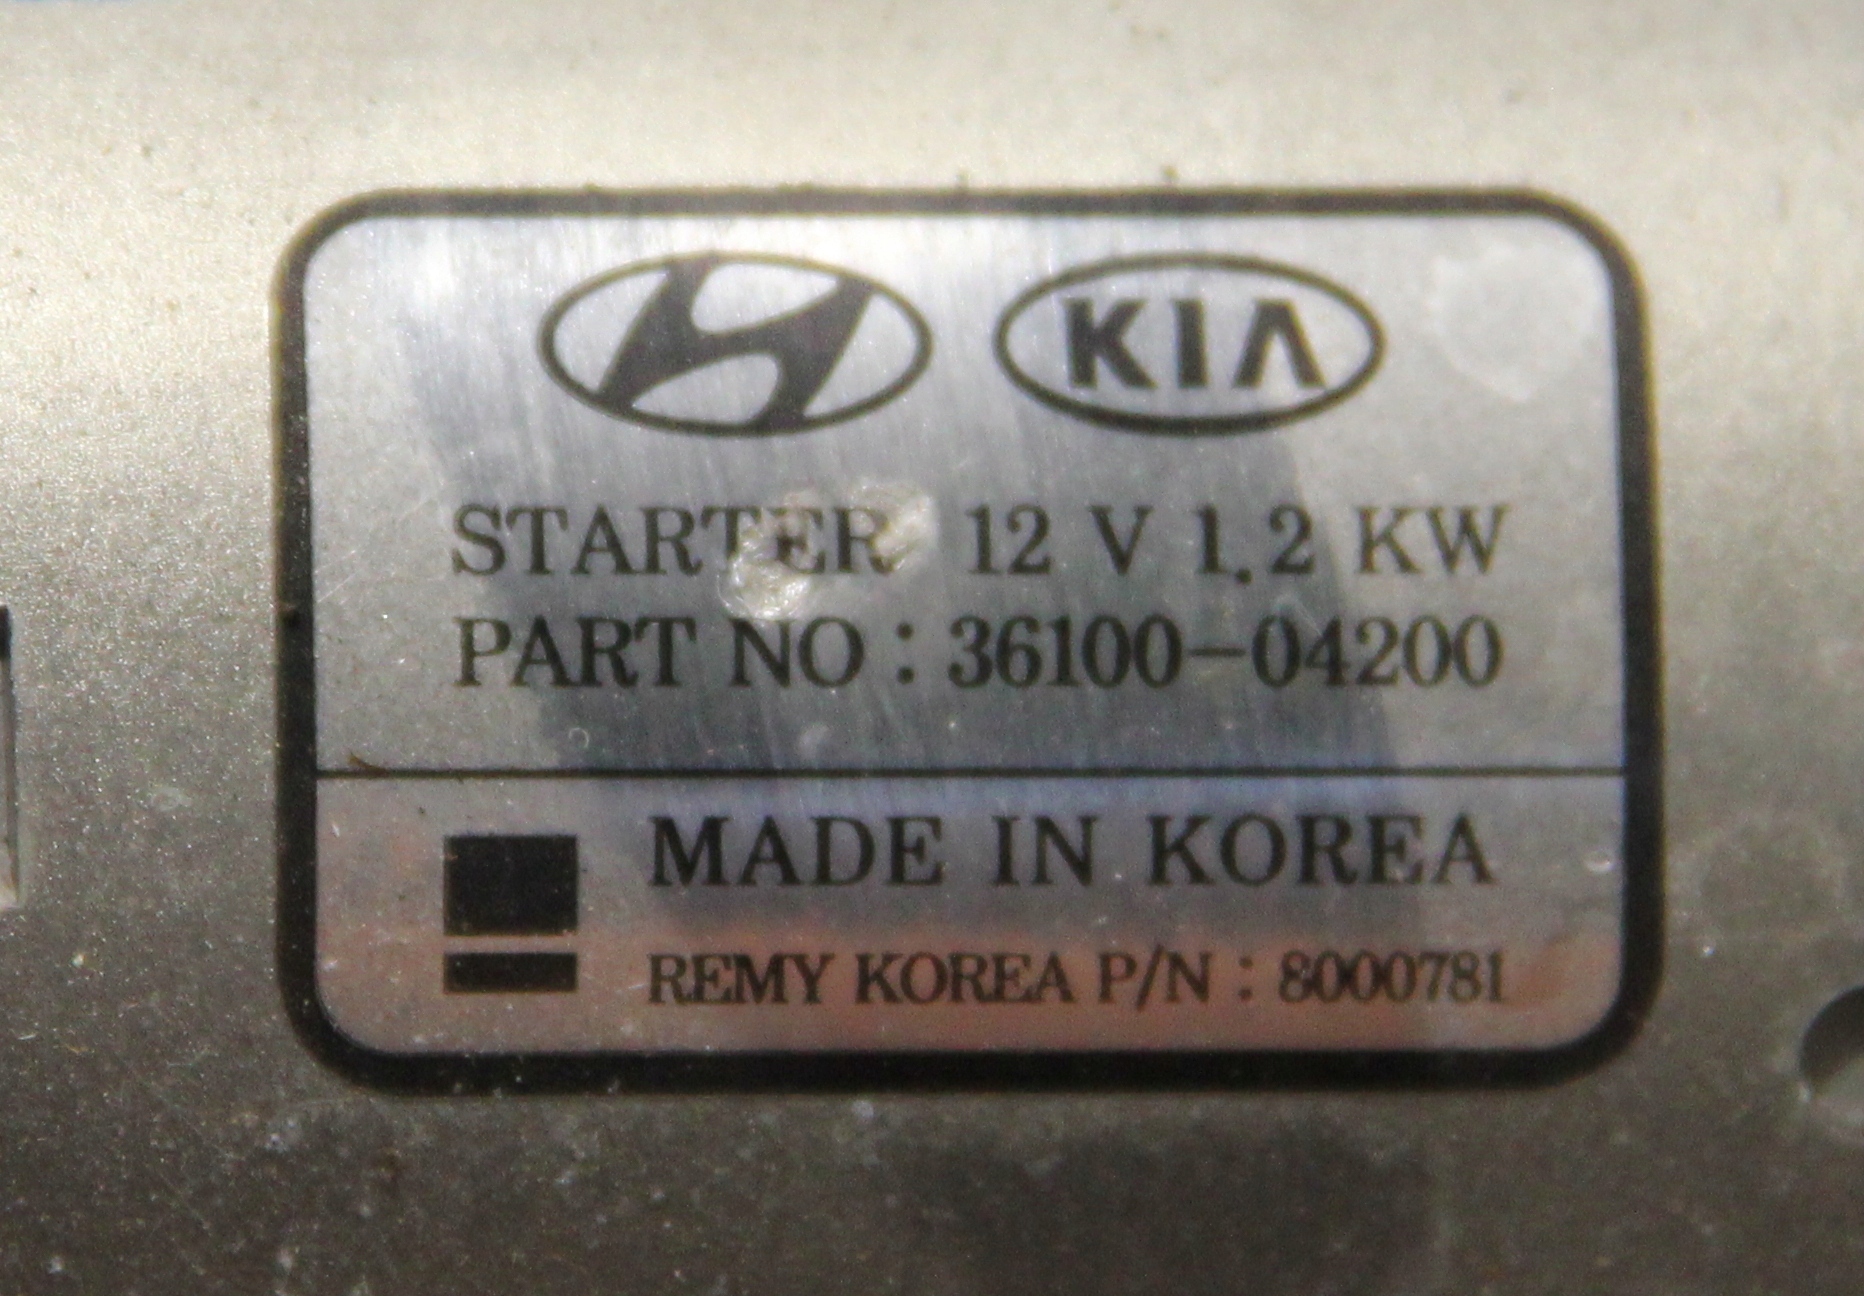 KIA
STARTER 12 V 1.2 KW
PART NO : 36100-04200
MADE IN KOREA
REMY KOREA P/N : 8000781